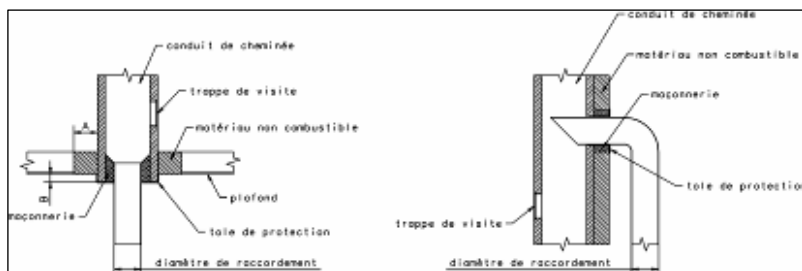 conduit de cheminée
trappe de visite
A
matériau non combustible
B
plafond
maçonnerie
tole de protection
diamètre de raccordement
conduit de cheminée
matériau non combustible
maçonnerie
tole de protection
trappe de visite
diamètre de raccordement